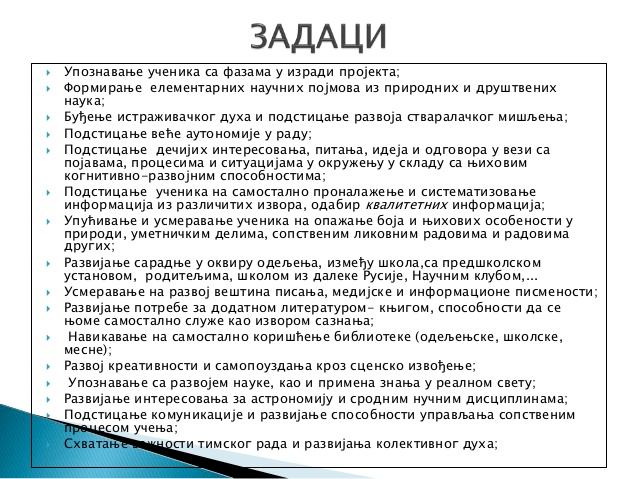 ЗАДАЦИ
Упознавање ученика са фазама у изради пројекта;
Формирање елементарних научних појмова из природних и друштвених
наука;
Буђење истраживачког духа и подстицање развоја стваралачког мишљења;
Подстицање веће аутономије у раду;
Подстицање дечијих интересовања, питања, идеја и одговора у вези са
појавама, процесима и ситуацијама у окружењу у складу са њиховим
когнитивно-развојним способностима;
Подстицање ученика на самостално проналажење и систематизовање
информација из различитих извора, одабир квалитетних информација;
Упућивање и усмеравање ученика на опажање боја и њихових особености у
природи, уметничким делима, сопственим ликовним радовима и радовима
других;
Развијање сарадње у оквиру одељења, између школа,са предшколском
установом, родитељима, школом из далеке Русије, Научним клубом,...
Усмеравање на развој вештина писања, медијске и информационе писмености;
Развијање потребе за додатном литературом- књигом, способности да се
њоме самостално служе као извором сазнања;
Навикавање на самостално коришћење библиотеке (одељењске, школске,
месне);
Развој креативности и самопоуздања кроз сценско извођење;
Упознавање са развојем науке, као и примена знања у реалном свету;
Развијање интересовања за астрономију и сродним нучним дисциплинама;
Подстицање комуникације и развијање способности управљања сопственим
процесом учења;
Схватање важности тимског рада и развијања колективног духа;